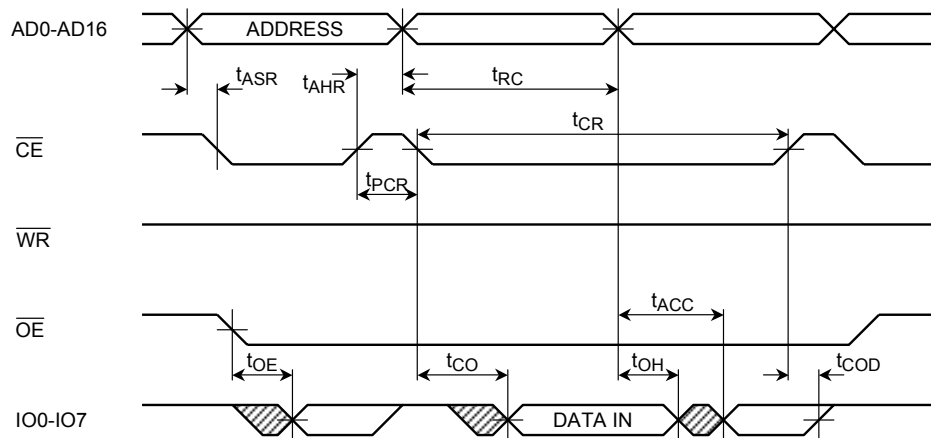 AD0-AD16 ADDRESS
tASR tAHR tRC
tCR
CE
tPCR
WR
tACC
OE
tOE tCO tOH tCOD
IO0-IO7 DATA IN